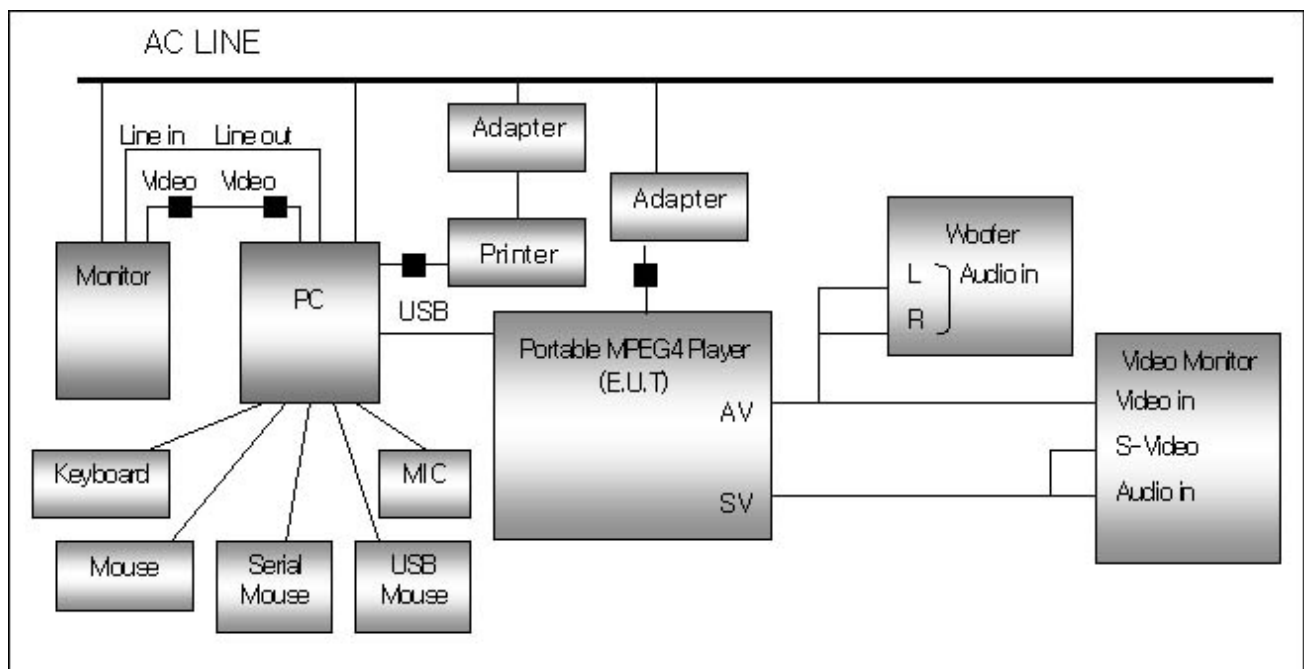 AC LINE
Line in
Line out
Video
Video
Adapter
Adapter
Printer
Monitor
PC
USB
Woofer
L
Audio in
R
Portable MPEG4 Player
(E.U.T)
AV
SV
Video Monitor
Video in
S-Video
Audio in
Keyboard
MIC
Mouse
Serial
Mouse
USB
Mouse